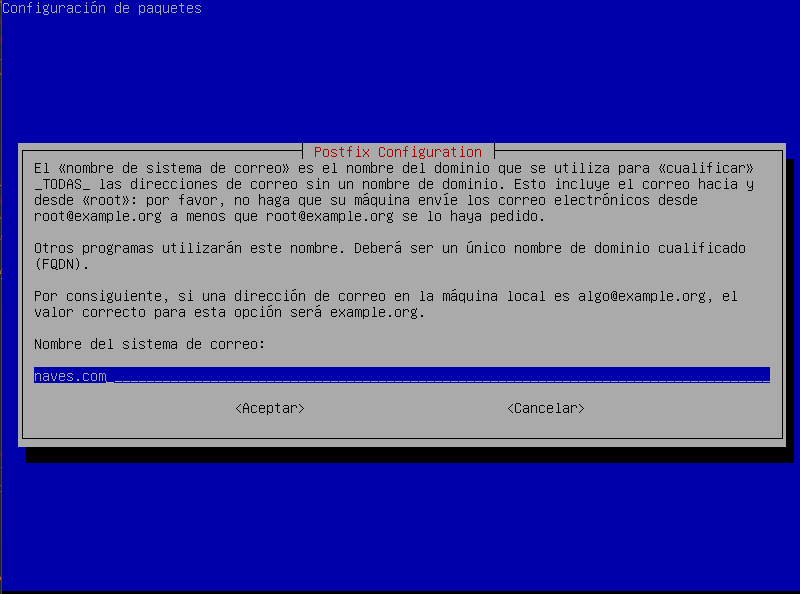 Configuración de paquetes
Postfix Configuration
El «nombre de sistema de correo» es el nombre del dominio que se utiliza para «cualificar»
_TODAS_ las direcciones de correo sin un nombre de dominio. Esto incluye el correo hacia y
desde «root»: por favor, no haga que su máquina envíe los correo electrónicos desde
root@example.org a menos que root@example.org se lo haya pedido.
Otros programas utilizarán este nombre. Deberá ser un único nombre de dominio cualificado
(FQDN).
Por consiguiente, si una dirección de correo en la máquina local es algo@example.org, el
valor correcto para esta opción será example.org.
Nombre del sistema de correo:
naves.com
<Aceptar> <Cancelar>